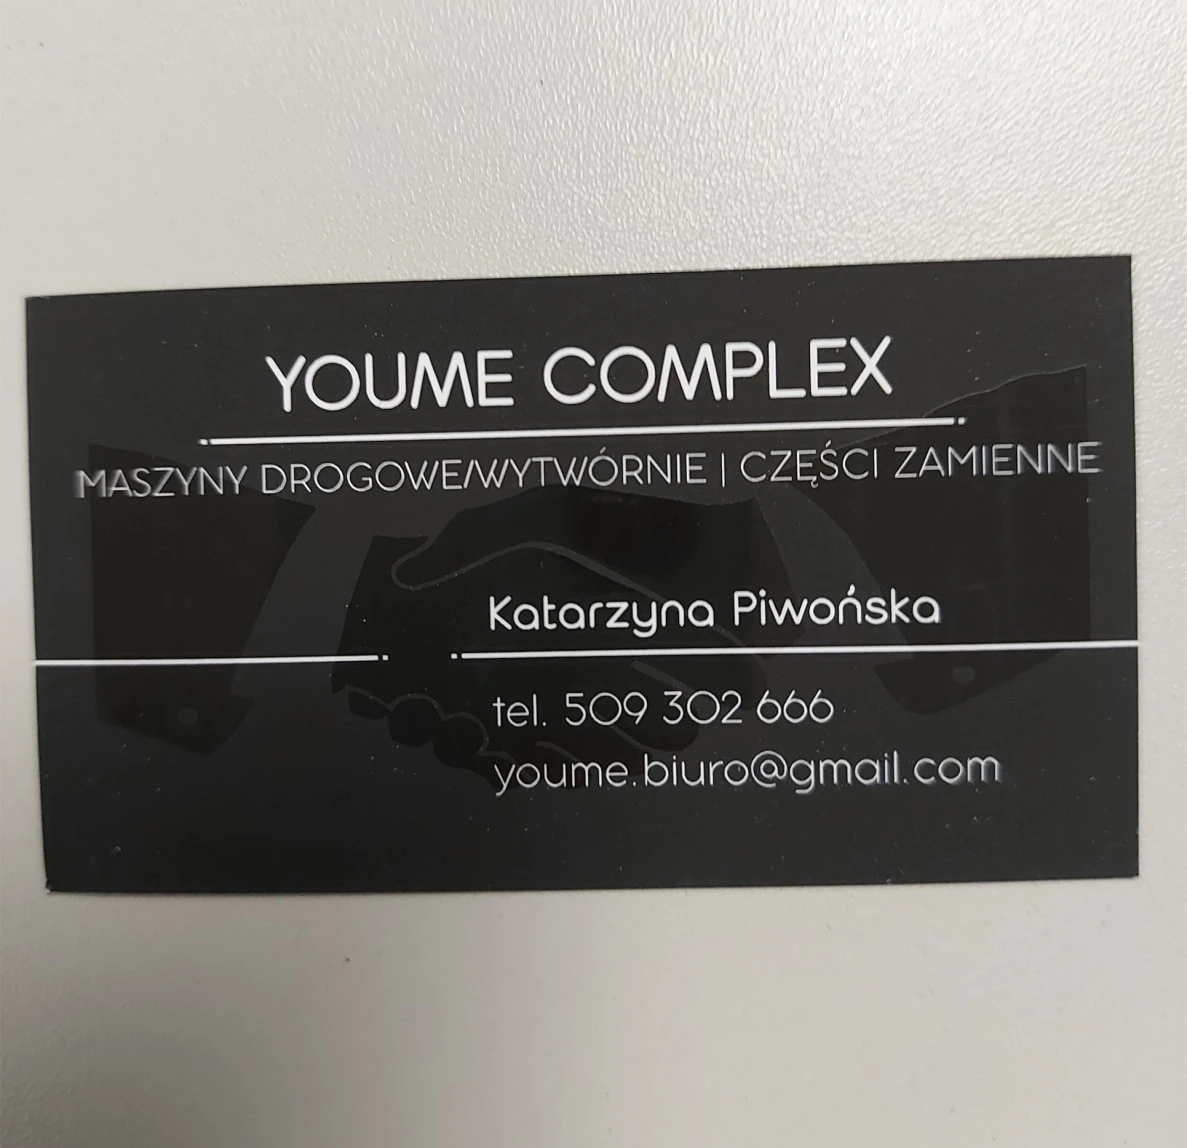 YOUME COMPLEX
MASZYNY DROGOWE/WYTWÓRNIE | CZĘŚCI ZAMIENNE
Katarzyna Piwońska
tel. 509 302 666
youme.biuro@gmail.com